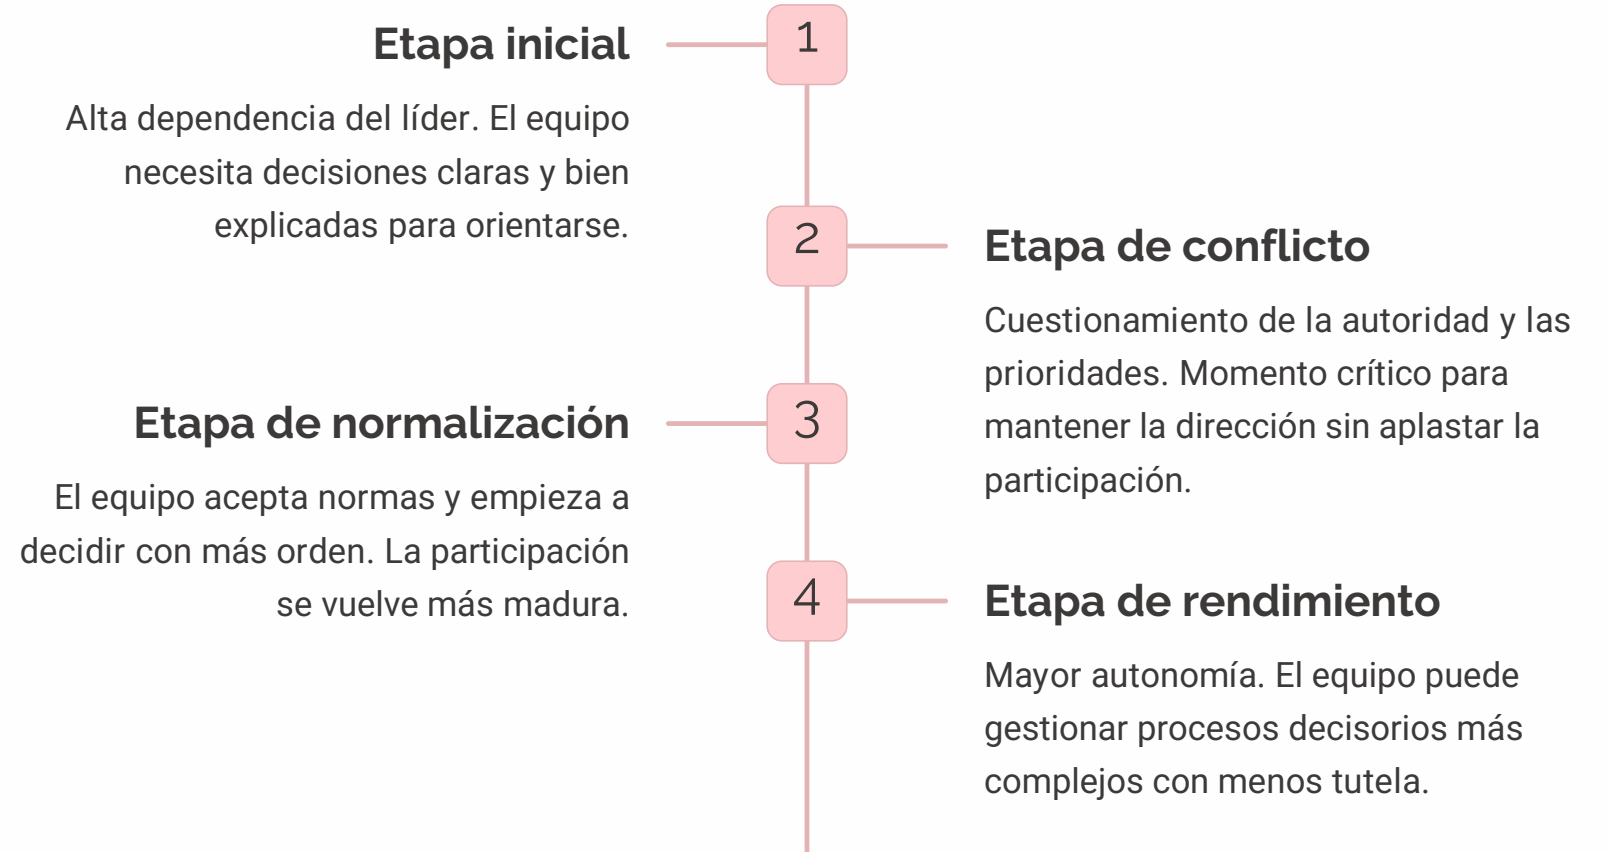 1
Etapa inicial
Alta dependencia del líder. El equipo
necesita decisiones claras y bien
explicadas para orientarse.
2
Etapa de conflicto
Cuestionamiento de la autoridad y las
prioridades. Momento crítico para
mantener la dirección sin aplastar la
participación.
3
Etapa de normalización
El equipo acepta normas y empieza a
decidir con más orden. La participación
se vuelve más madura.
4
Etapa de rendimiento
Mayor autonomía. El equipo puede
gestionar procesos decisorios más
complejos con menos tutela.